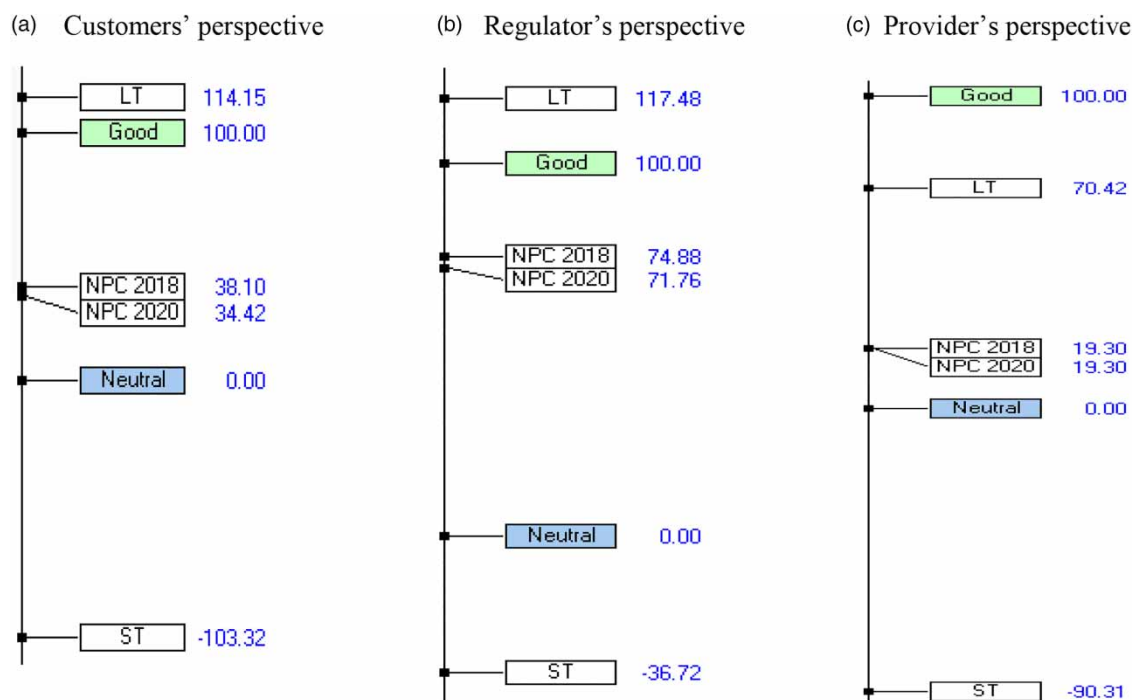 (a) Customers' perspective
LT 114.15
Good 100.00
NPC 2018 38.10
NPC 2020 34.42
Neutral 0.00
ST -103.32
(b) Regulator's perspective
LT 117.48
Good 100.00
NPC 2018 74.88
NPC 2020 71.76
Neutral 0.00
ST -36.72
(c) Provider's perspective
Good 100.00
LT 70.42
NPC 2018 19.30
NPC 2020 19.30
Neutral 0.00
ST -90.31